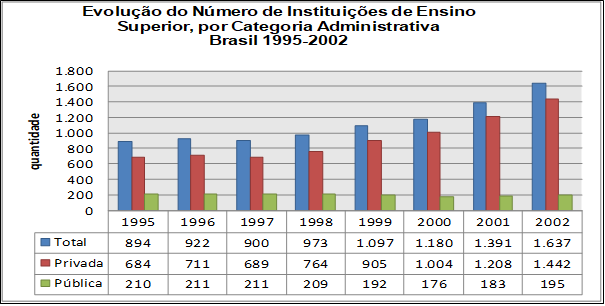 Evolução do Número de Instituições de Ensino
Superior, por Categoria Administrativa
Brasil 1995-2002
quantidade
1.800
1.600
1.400
1.200
1.000
800
600
400
200
0
1995 1996 1997 1998 1999 2000 2001 2002
Total 894 922 900 973 1.097 1.180 1.391 1.637
Privada 684 711 689 764 905 1.004 1.208 1.442
Pública 210 211 211 209 192 176 183 195